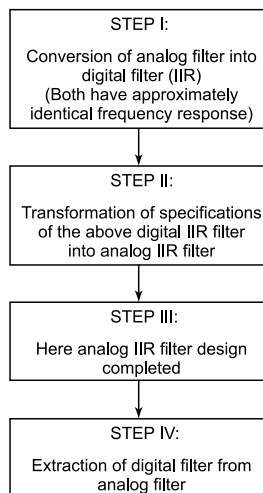 STEP I:
Conversion of analog filter into
digital filter (IIR)
(Both have approximately
identical frequency response)
STEP II:
Transformation of specifications
of the above digital IIR filter
into analog IIR filter
STEP III:
Here analog IIR filter design
completed
STEP IV:
Extraction of digital filter from
analog filter